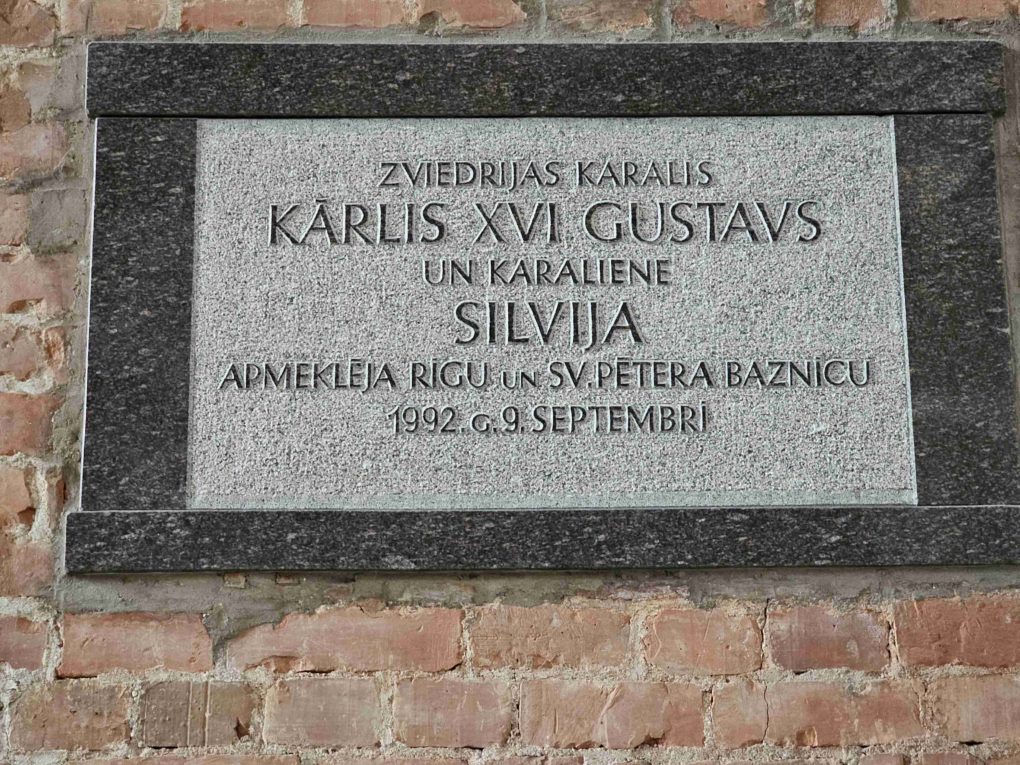 ZVIEDRIJAS KARALIS
KĀRLIS XVI GUSTAVS
UN KARALIENE
SILVIJA
APMEKLĒJA RĪGU UN SV. PĒTERA BAZNĪCU
1992. G. 9. SEPTEMBRĪ